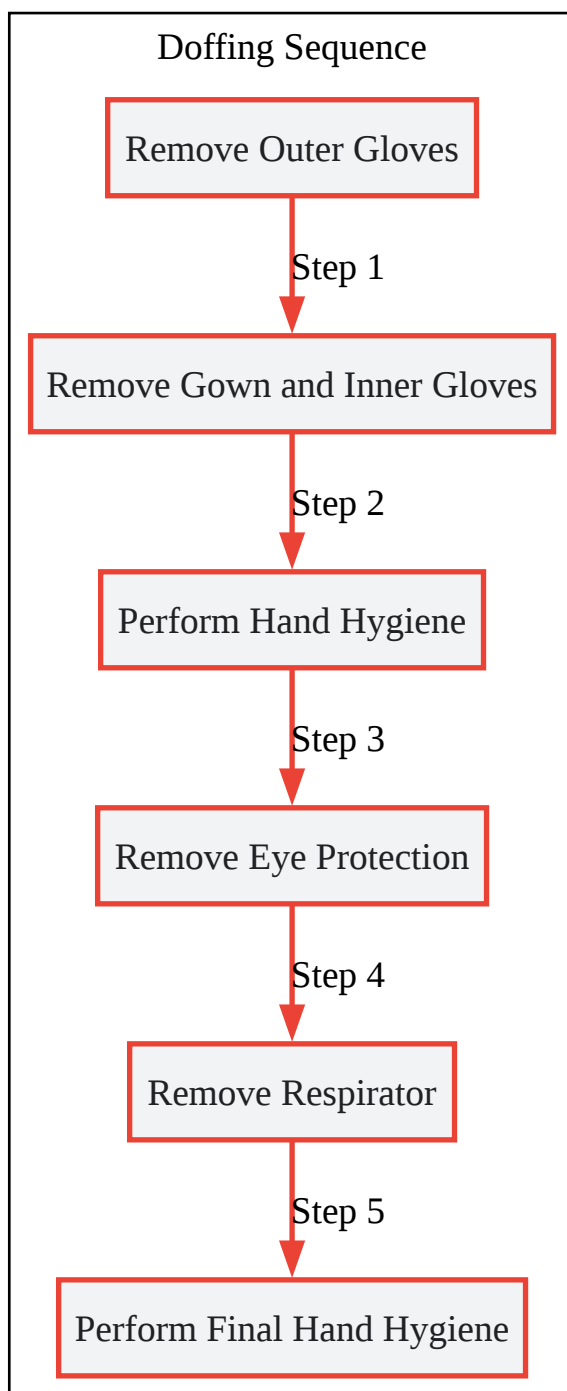 Doffing Sequence
Remove Outer Gloves
Step 1
Remove Gown and Inner Gloves
Step 2
Perform Hand Hygiene
Step 3
Remove Eye Protection
Step 4
Remove Respirator
Step 5
Perform Final Hand Hygiene